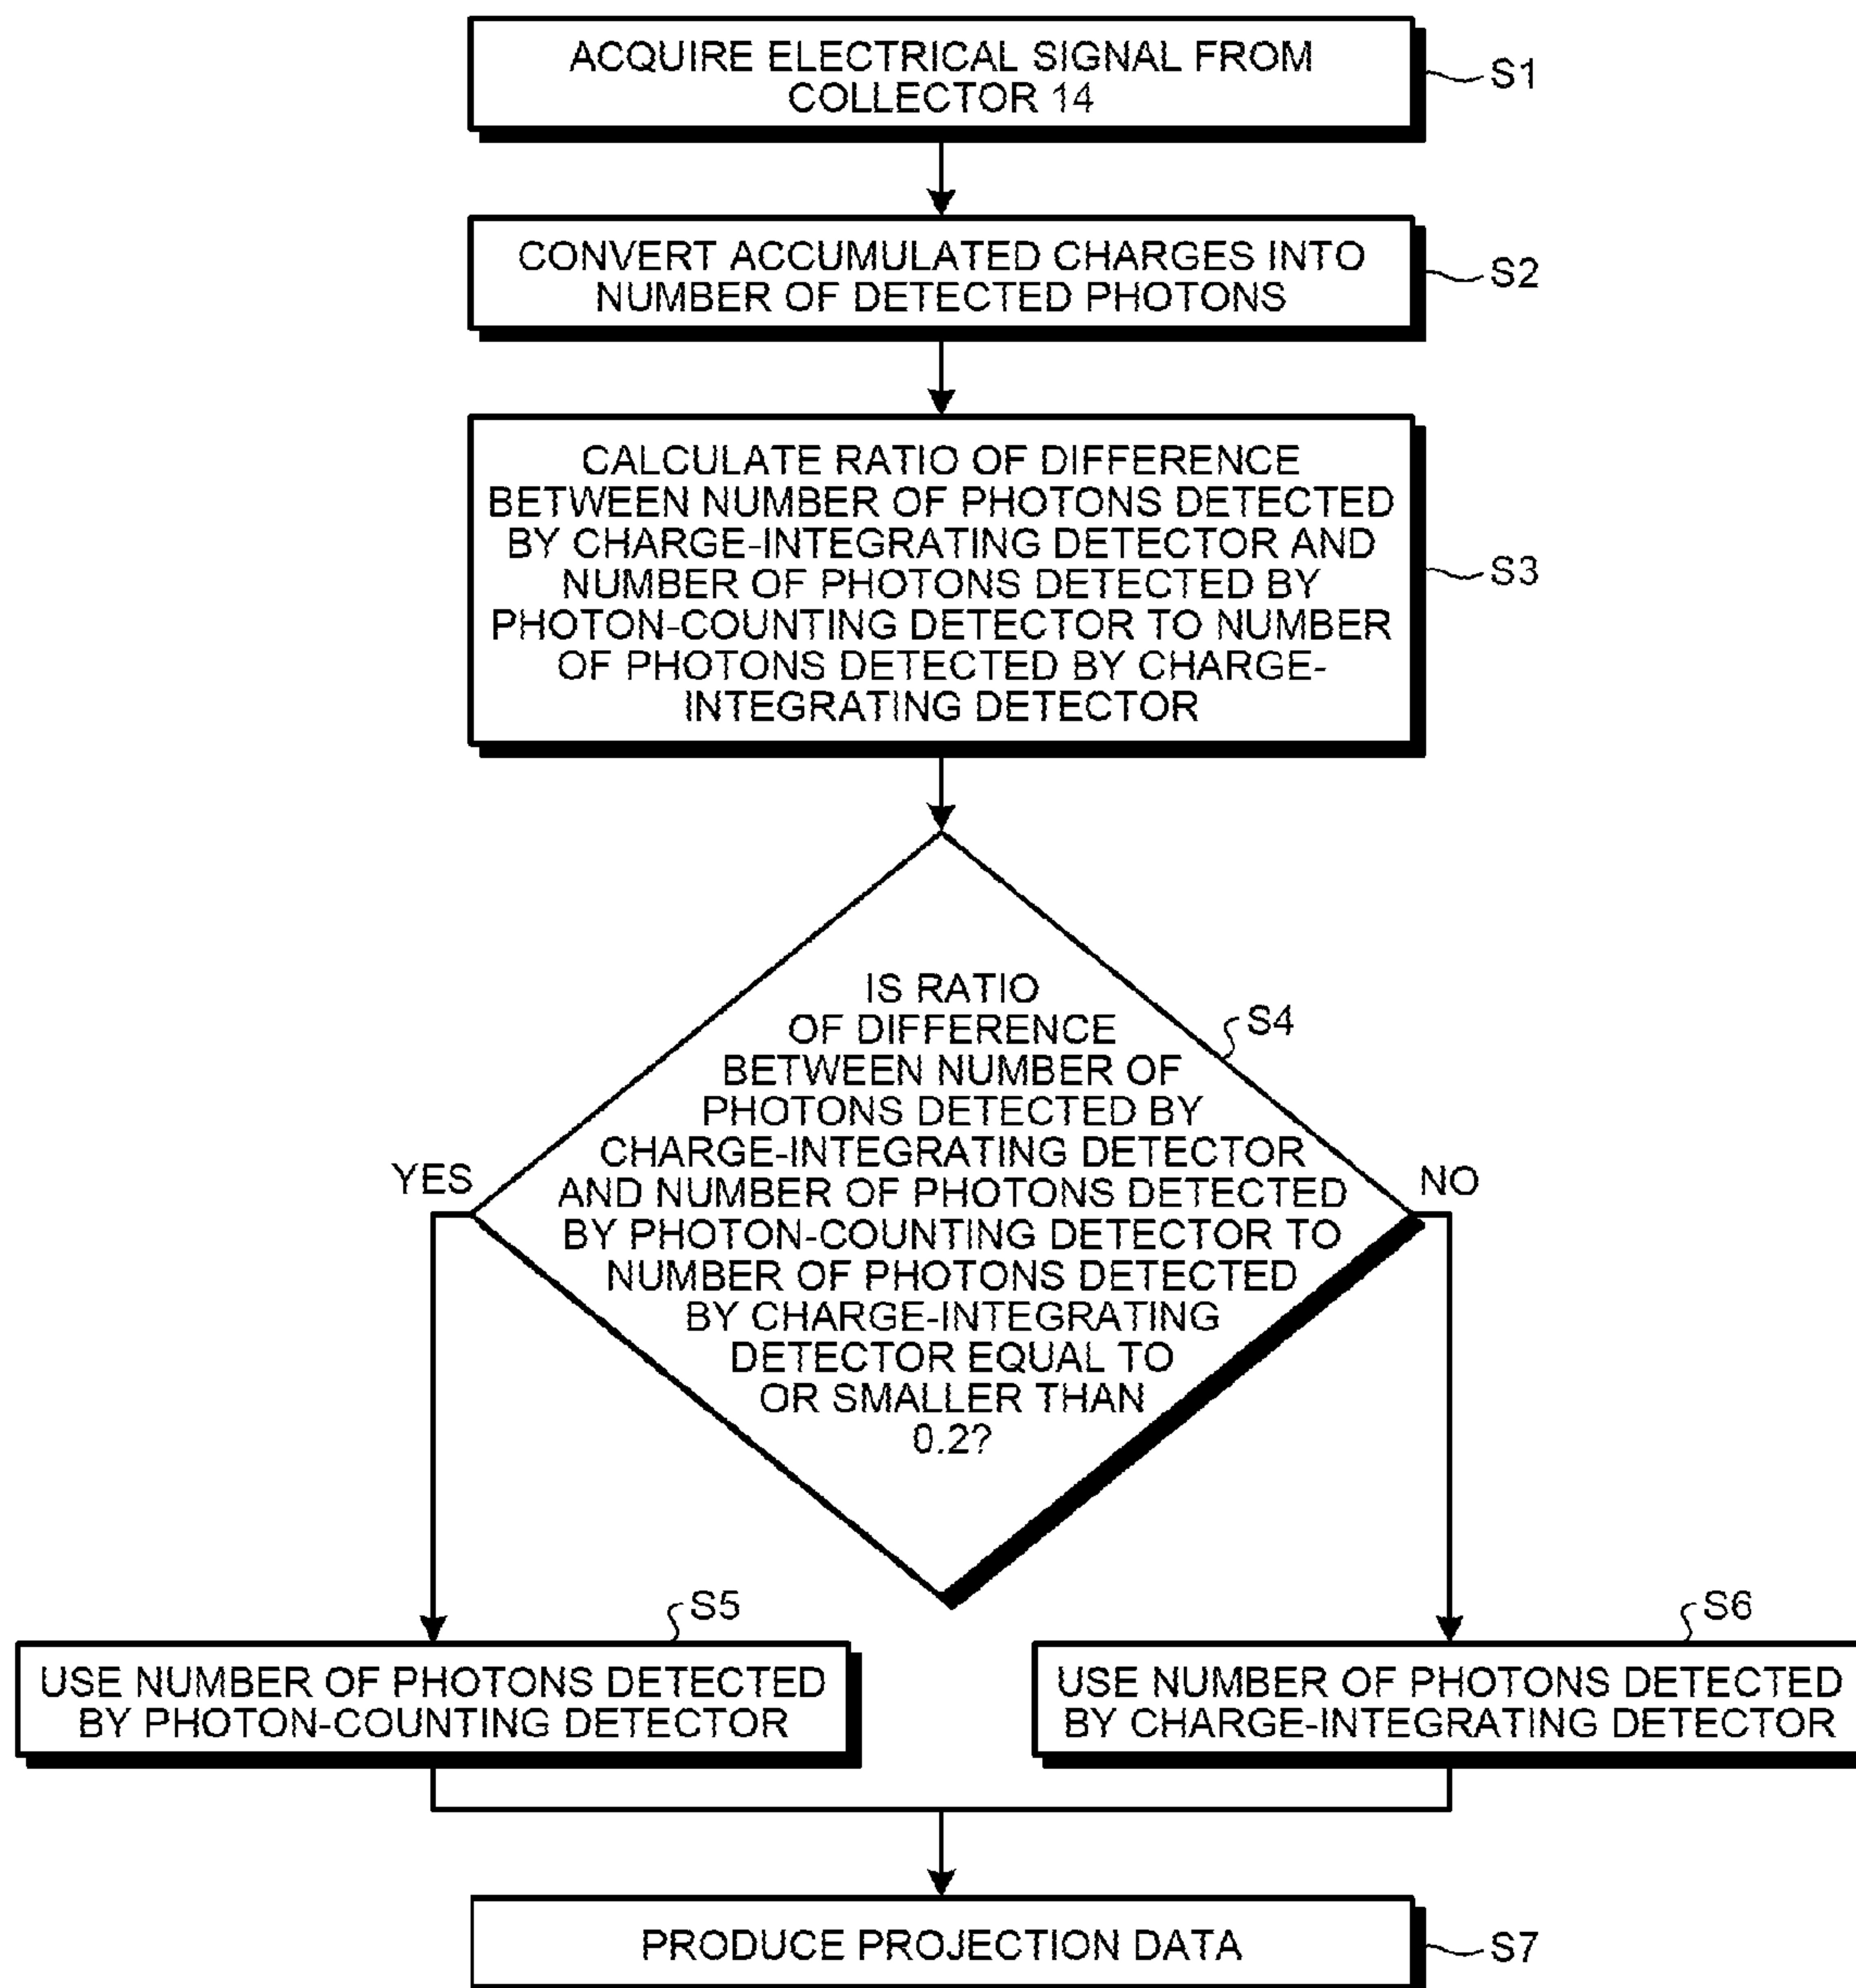 ACQUIRE ELECTRICAL SIGNAL FROM
COLLECTOR 14
S1
CONVERT ACCUMULATED CHARGES INTO
NUMBER OF DETECTED PHOTONS
S2
CALCULATE RATIO OF DIFFERENCE
BETWEEN NUMBER OF PHOTONS DETECTED
BY CHARGE-INTEGRATING DETECTOR AND
NUMBER OF PHOTONS DETECTED BY
PHOTON-COUNTING DETECTOR TO NUMBER
OF PHOTONS DETECTED BY CHARGE-
INTEGRATING DETECTOR
S3
IS RATIO
OF DIFFERENCE
BETWEEN NUMBER OF
PHOTONS DETECTED BY
CHARGE-INTEGRATING DETECTOR
AND NUMBER OF PHOTONS DETECTED
BY PHOTON-COUNTING DETECTOR TO
NUMBER OF PHOTONS DETECTED
BY CHARGE-INTEGRATING
DETECTOR EQUAL TO
OR SMALLER THAN
0.2?
S4
YES
NO
S5
USE NUMBER OF PHOTONS DETECTED
BY PHOTON-COUNTING DETECTOR
S6
USE NUMBER OF PHOTONS DETECTED
BY CHARGE-INTEGRATING DETECTOR
PRODUCE PROJECTION DATA
S7